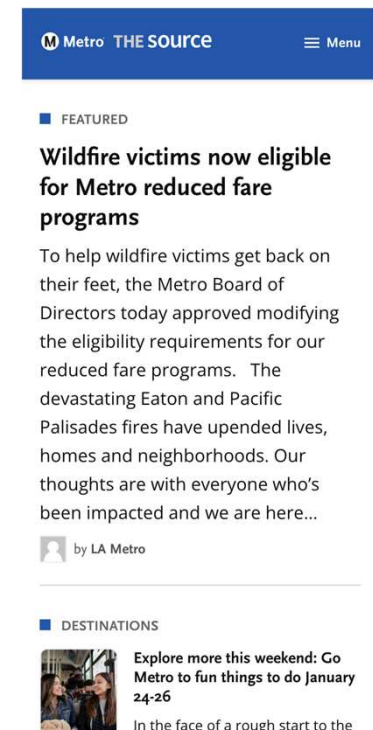 M Metro THE SOURCE Menu
FEATURED
Wildfire victims now eligible
for Metro reduced fare
programs
To help wildfire victims get back on
their feet, the Metro Board of
Directors today approved modifying
the eligibility requirements for our
reduced fare programs. The
devastating Eaton and Pacific
Palisades fires have upended lives,
homes and neighborhoods. Our
thoughts are with everyone who’s
been impacted and we are here...
by LA Metro
DESTINATIONS
Explore more this weekend: Go
Metro to fun things to do January
24-26
In the face of a rough start to the